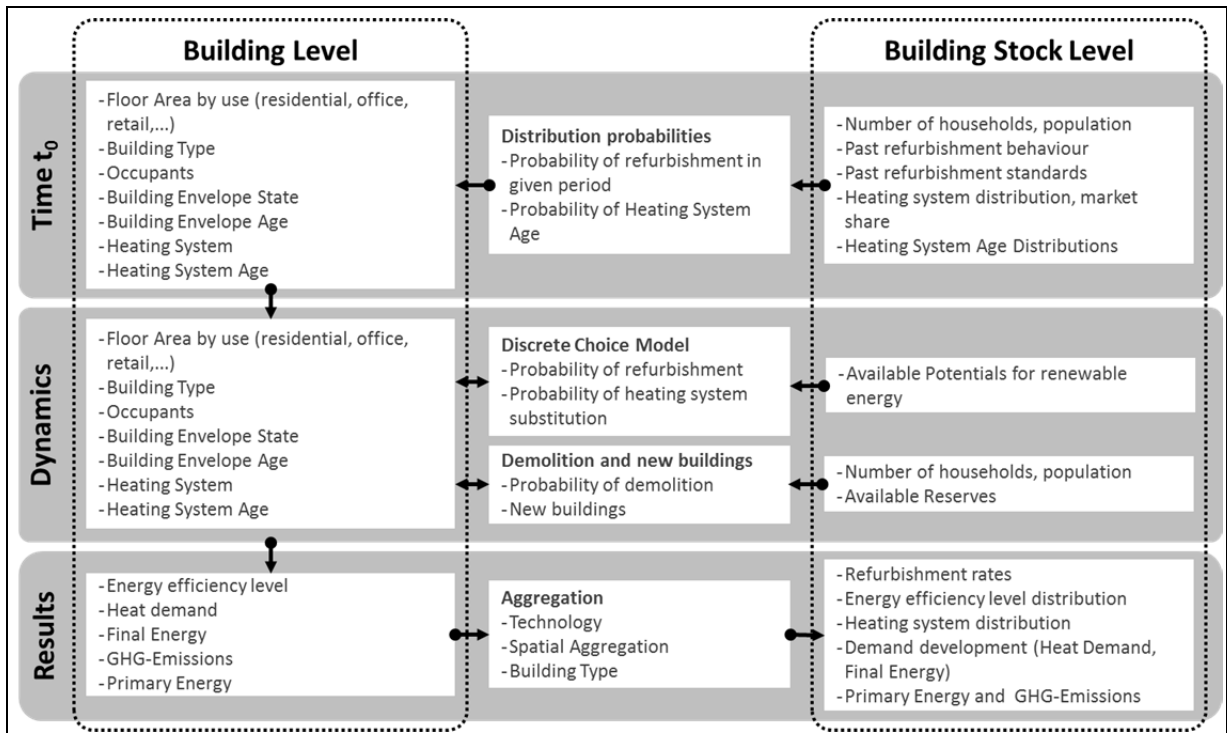 Building Level
Building Stock Level
Time t0
-Floor Area by use (residential, office,
retail,...)
-Building Type
-Occupants
-Building Envelope State
-Building Envelope Age
-Heating System
-Heating System Age
Distribution probabilities
-Probability of refurbishment in
given period
-Probability of Heating System
Age
-Number of households, population
-Past refurbishment behaviour
-Past refurbishment standards
-Heating system distribution, market
share
-Heating System Age Distributions
Dynamics
-Floor Area by use (residential, office,
retail,...)
-Building Type
-Occupants
-Building Envelope State
-Building Envelope Age
-Heating System
-Heating System Age
Discrete Choice Model
-Probability of refurbishment
-Probability of heating system
substitution
-Available Potentials for renewable
energy
Demolition and new buildings
-Probability of demolition
-New buildings
-Number of households, population
-Available Reserves
Results
-Energy efficiency level
-Heat demand
-Final Energy
-GHG-Emissions
-Primary Energy
Aggregation
-Technology
-Spatial Aggregation
-Building Type
-Refurbishment rates
-Energy efficiency level distribution
-Heating system distribution
-Demand development (Heat Demand,
Final Energy)
-Primary Energy and GHG-Emissions